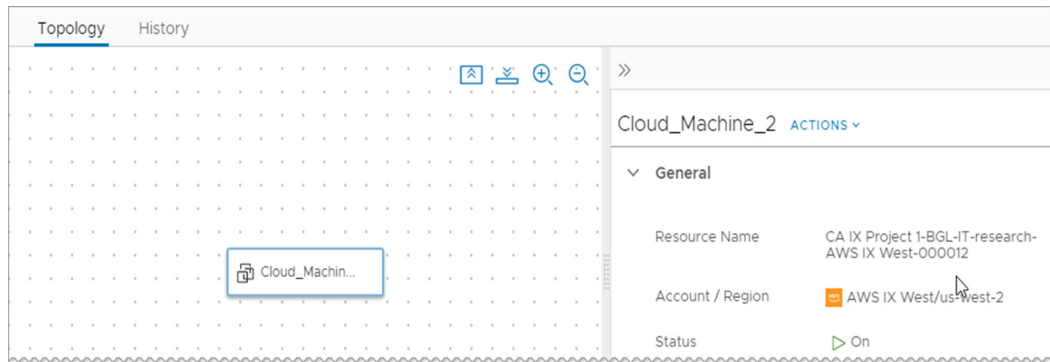 Topology History
Cloud_Machine_2 ACTIONS
General
Resource Name CA IX Project 1-BGL-IT-research-
AWS IX West-000012
Cloud_Machin...
Account / Region aws AWS IX West/us-west-2
Status On